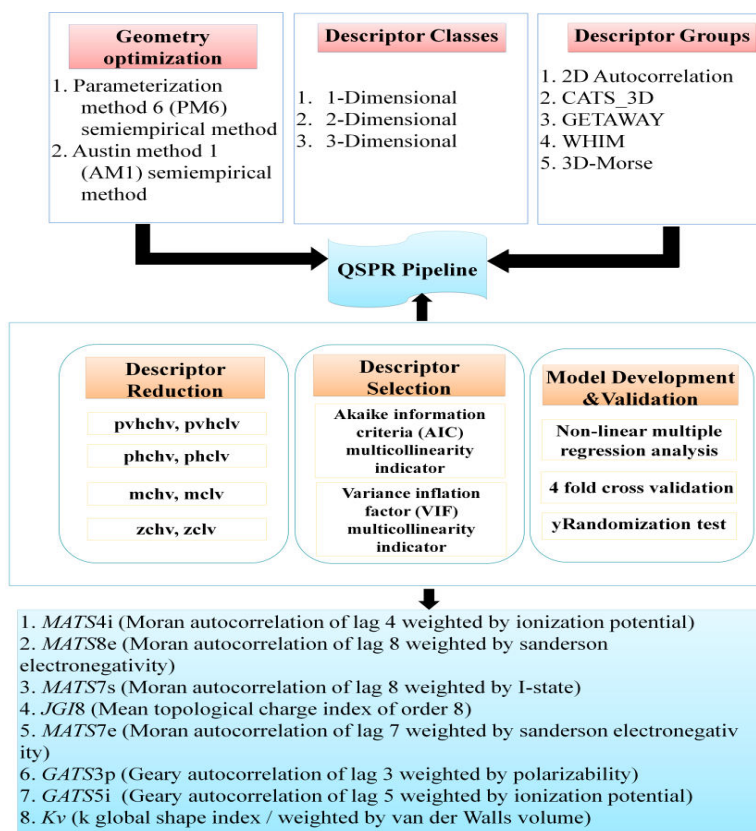 Geometry
optimization
1. Parameterization
method 6 (PM6)
semiempirical method
2. Austin method 1
(AM1) semiempirical
method
Descriptor Classes
1. 1-Dimensional
2. 2-Dimensional
3. 3-Dimensional
Descriptor Groups
1. 2D Autocorrelation
2. CATS_3D
3. GETAWAY
4. WHIM
5. 3D-Morse
QSPR Pipeline
Descriptor
Reduction
pvhchv, pvhclv
phchv, phclv
mchv, mclv
zchv, zclv
Descriptor
Selection
Akaike information
criteria (AIC)
multicollinearity
indicator
Variance inflation
factor (VIF)
multicollinearity
indicator
Model Development
&Validation
Non-linear multiple
regression analysis
4 fold cross validation
yRandomization test
1. MATS4i (Moran autocorrelation of lag 4 weighted by ionization potential)
2. MATS8e (Moran autocorrelation of lag 8 weighted by sanderson
electronegativity)
3. MATS7s (Moran autocorrelation of lag 8 weighted by I-state)
4. JGI8 (Mean topological charge index of order 8)
5. MATS7e (Moran autocorrelation of lag 7 weighted by sanderson electronegativ
ity)
6. GATS3p (Geary autocorrelation of lag 3 weighted by polarizability)
7. GATS5i (Geary autocorrelation of lag 5 weighted by ionization potential)
8. Kv (k global shape index / weighted by van der Walls volume)